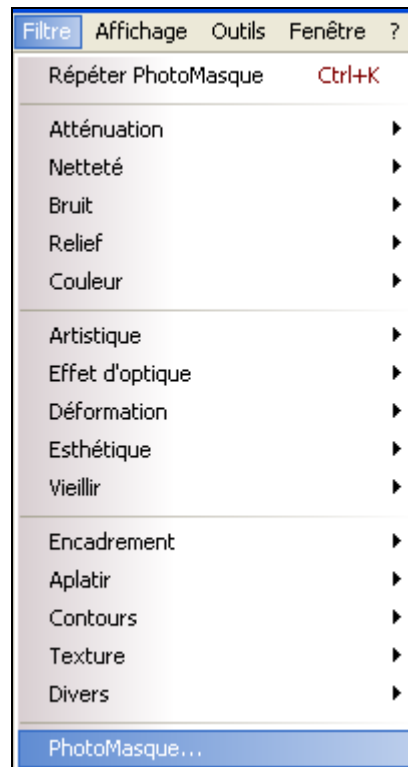 Filtre Affichage Outils Fenêtre ?
Répéter PhotoMasque Ctrl+K
Atténuation
Netteté
Bruit
Relief
Couleur
Artistique
Effet d'optique
Déformation
Esthétique
Vieillir
Encadrement
Aplatir
Contours
Texture
Divers
PhotoMasque...